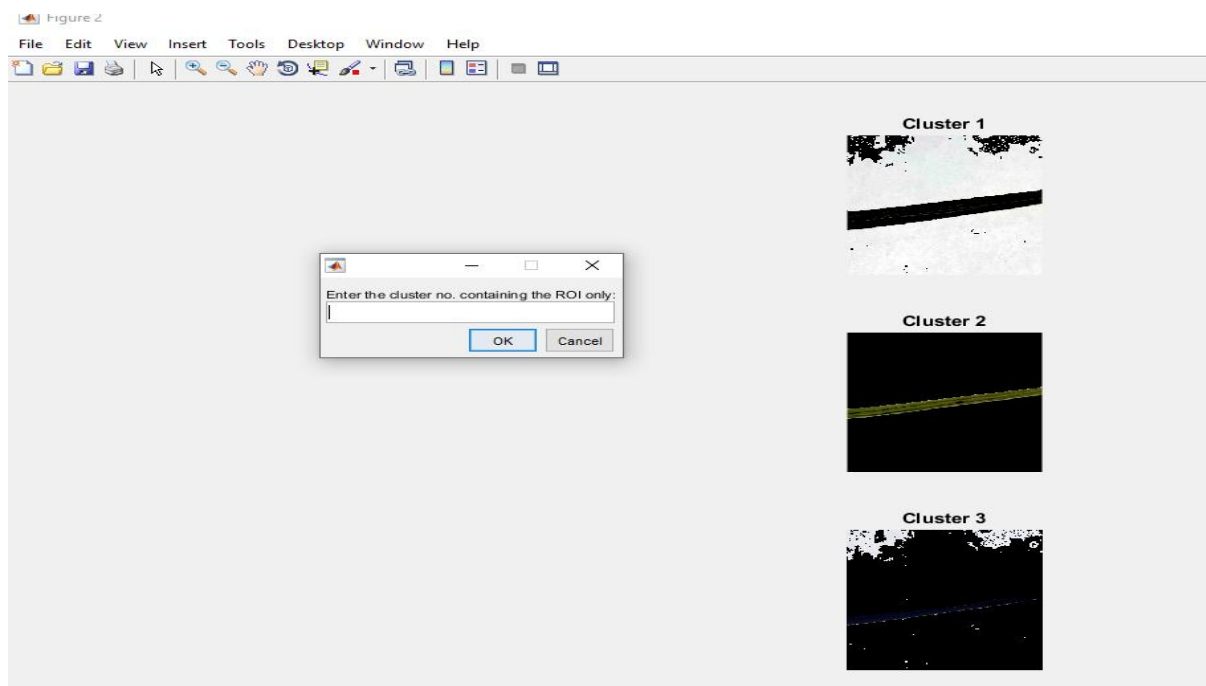 Figure 2
File Edit View Insert Tools Desktop Window Help
Cluster 1
Enter the cluster no. containing the ROI only:
OK Cancel
Cluster 2
Cluster 3